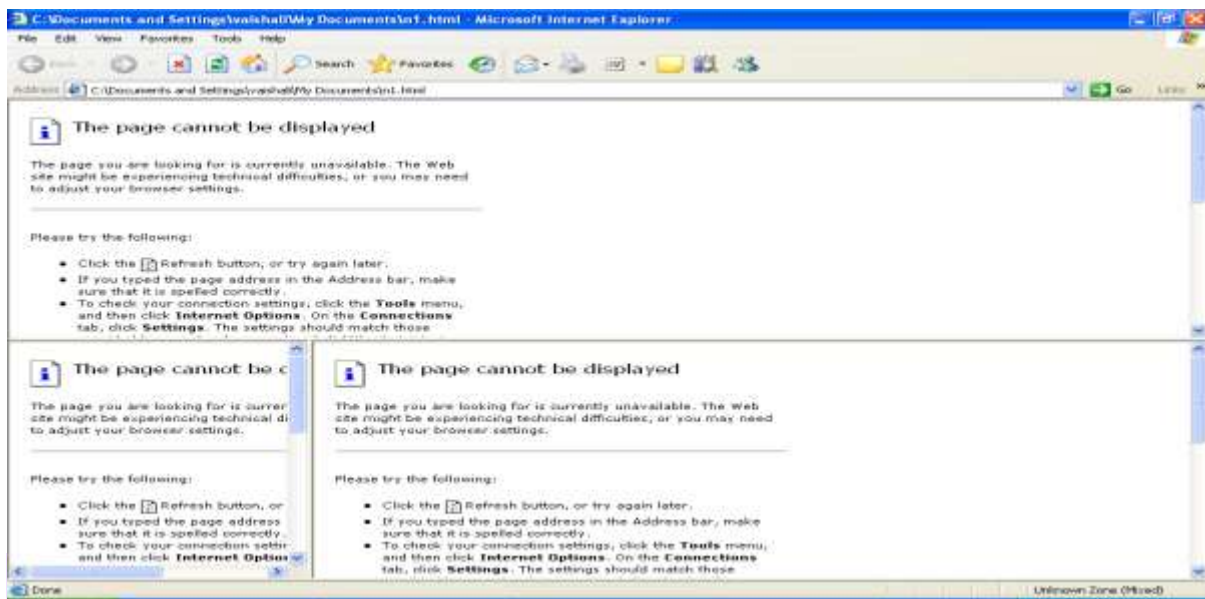 C:\Documents and Settings\vaishali\My Documents\n1.html - Microsoft Internet Explorer
File Edit View Favorites Tools Help
Back Search Favorites
Address C:\Documents and Settings\vaishali\My Documents\n1.html Go Links »
The page cannot be displayed
The page you are looking for is currently unavailable. The Web
site might be experiencing technical difficulties, or you may need
to adjust your browser settings.
Please try the following:
Click the Refresh button, or try again later.
If you typed the page address in the Address bar, make
sure that it is spelled correctly.
To check your connection settings, click the Tools menu,
and then click Internet Options. On the Connections
tab, click Settings. The settings should match those
The page cannot be c
The page you are looking for is curren
site might be experiencing technical di
to adjust your browser settings.
Please try the following:
Click the Refresh button, or
If you typed the page address
sure that it is spelled correctly.
To check your connection settin
and then click Internet Option
The page cannot be displayed
The page you are looking for is currently unavailable. The Web
site might be experiencing technical difficulties, or you may need
to adjust your browser settings.
Please try the following:
Click the Refresh button, or try again later.
If you typed the page address in the Address bar, make
sure that it is spelled correctly.
To check your connection settings, click the Tools menu,
and then click Internet Options. On the Connections
tab, click Settings. The settings should match those
Done Unknown Zone (Mixed)